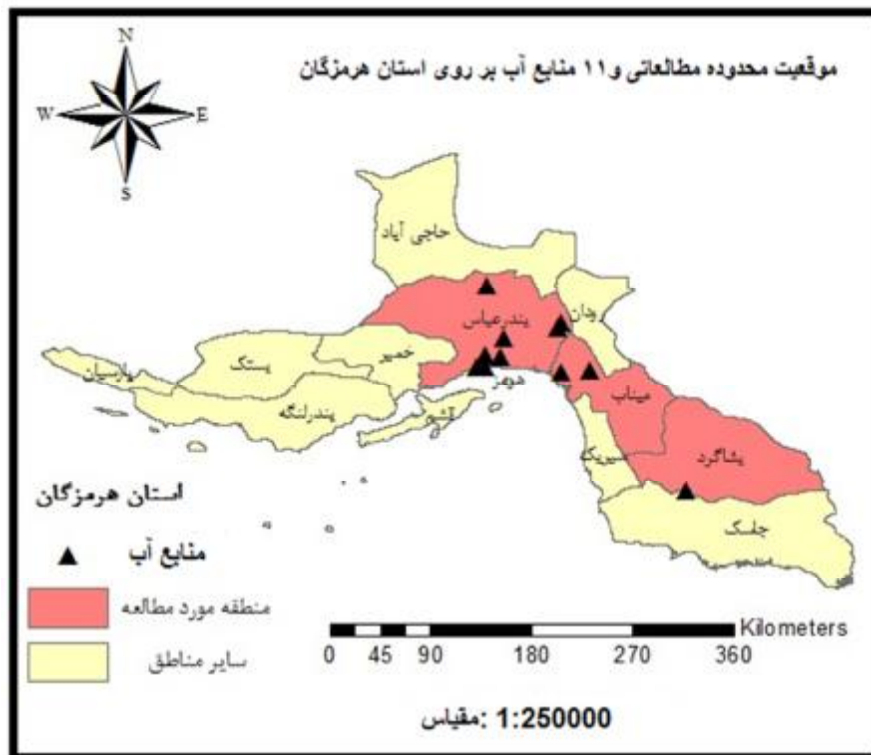 موقعیت محدوده مطالعاتی و۱۱ منابع آب بر روی استان هرمزگان
N
W
E
S
حاجی آباد
رودان
بندرعباس
خمیر
بستک
پارسیان
هرمز
میناب
بندرلنگه
قشم
سیریک
بشاگرد
جاسک
استان هرمزگان
منابع آب
منطقه مورد مطالعه
سایر مناطق
Kilometers
0 45 90 180 270 360
مقیاس: 1:250000